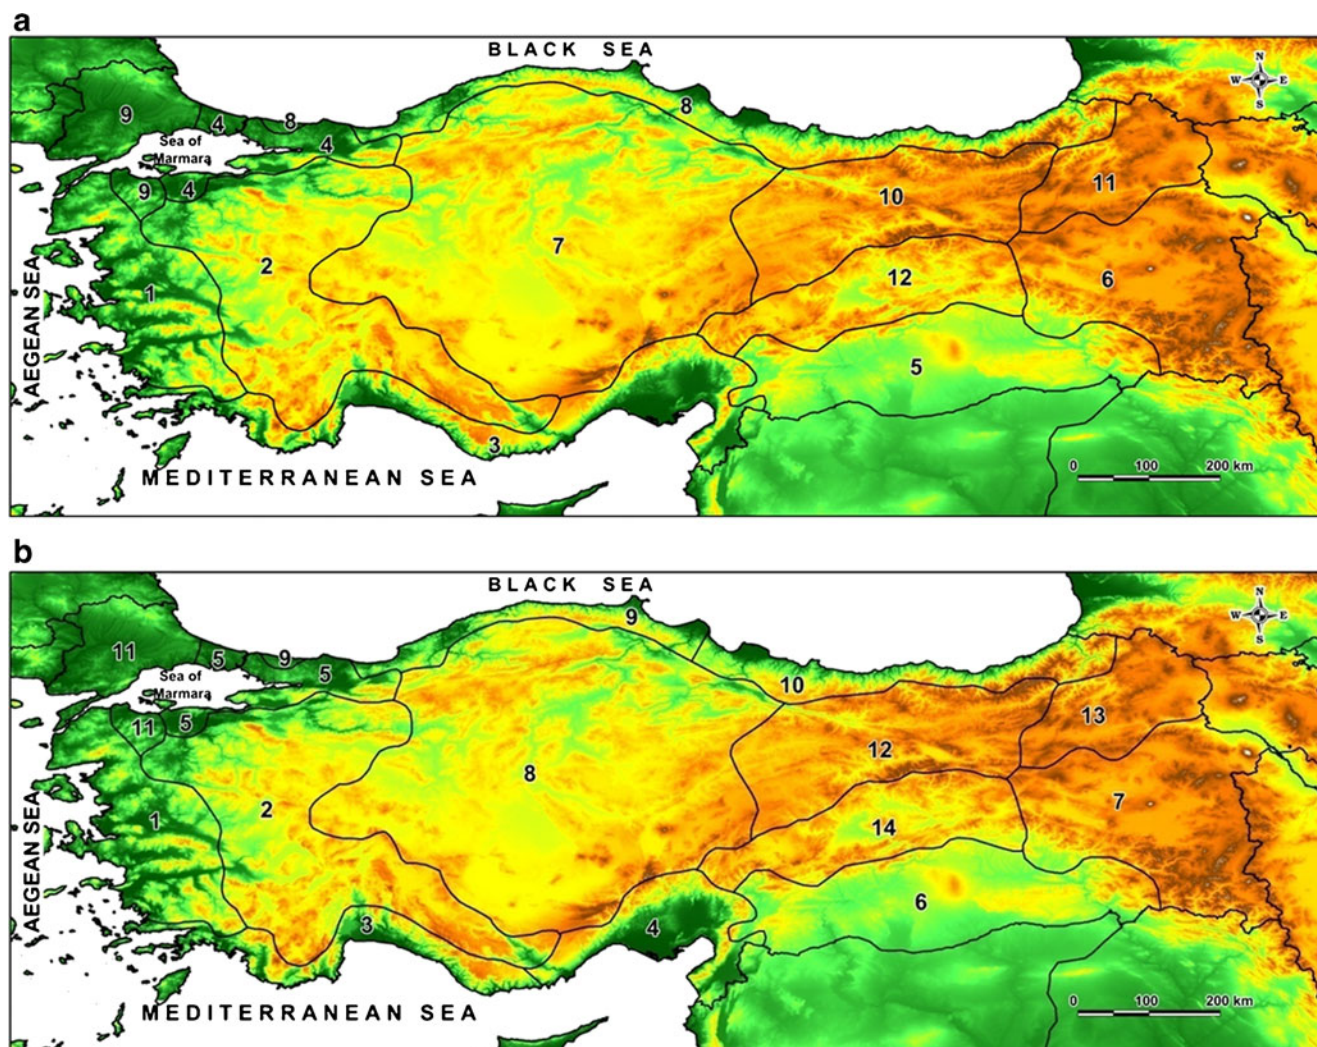 a
BLACK SEA
N
W E
S
9
4
8
8
Sea of
Marmara
4
9
4
10
11
2
7
12
6
1
AEGEAN SEA
5
3
MEDITERRANEAN SEA
0 100 200 km
b
BLACK SEA
N
W E
S
9
11
5
9
5
Sea of
Marmara
10
11
5
13
12
8
7
2
1
14
AEGEAN SEA
6
3
4
MEDITERRANEAN SEA
0 100 200 km